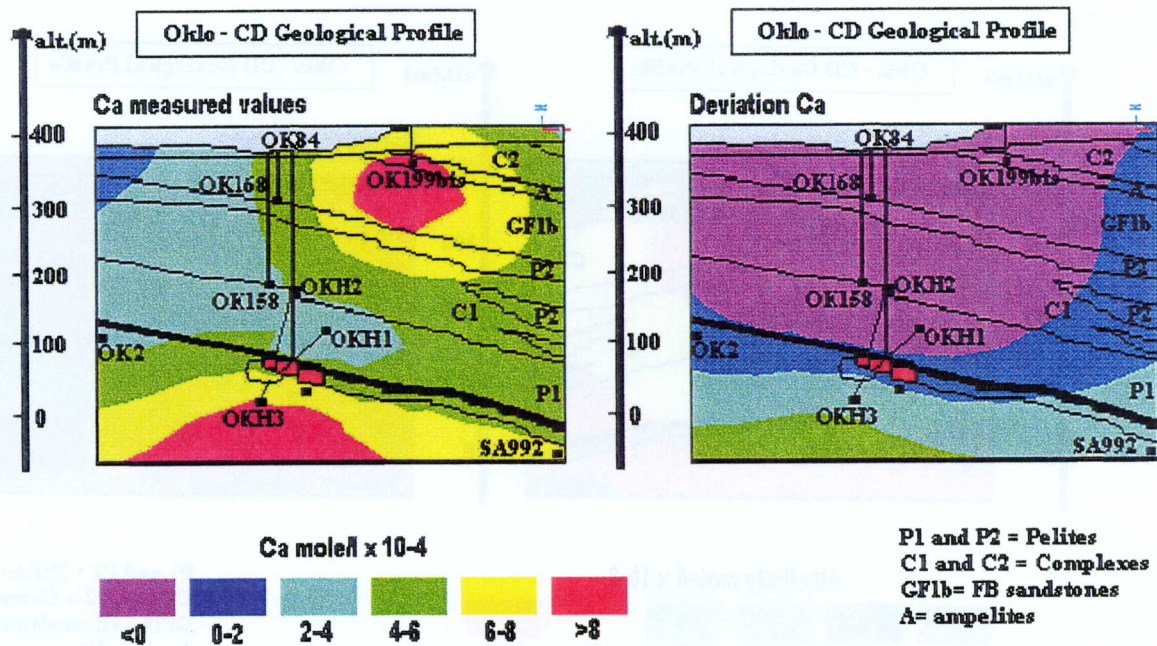 alt.(m)
Oklo - CD Geological Profile
Ca measured values
400
300
200
100
0
OK84
OK168
OK199bis
C2
A
GF1b
P2
OKH2
OK158
C1
P2
OKH1
OK2
P1
OKH3
SA992
alt.(m)
Oklo - CD Geological Profile
Deviation Ca
400
300
200
100
0
OK84
OK168
OK199bis
C2
A
GF1b
P2
OKH2
OK158
C1
P2
OKH1
OK2
P1
OKH3
SA992
Ca mole/l x 10-4
<0 0-2 2-4 4-6 6-8 >8
P1 and P2 = Pelites
C1 and C2 = Complexes
GF1b= FB sandstones
A= ampelites